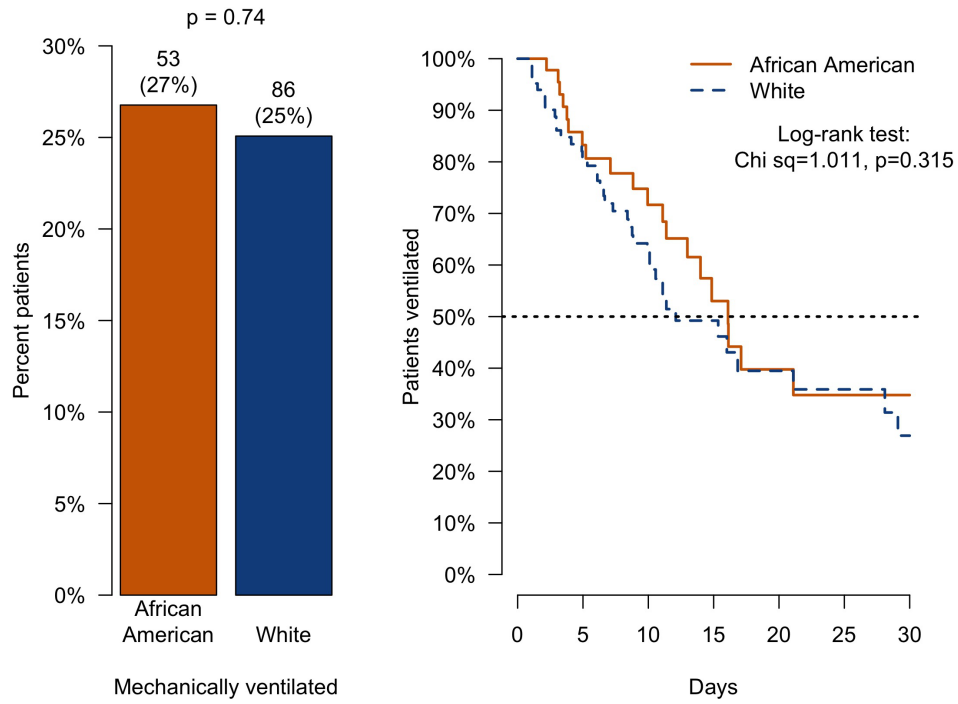 p = 0.74
30%
25%
20%
15%
10%
5%
0%
Percent patients
53
(27%)
86
(25%)
African
American
White
Mechanically ventilated
100%
90%
80%
70%
60%
50%
40%
30%
20%
10%
0%
Patients ventilated
African American
White
Log-rank test:
Chi sq=1.011, p=0.315
0 5 10 15 20 25 30
Days